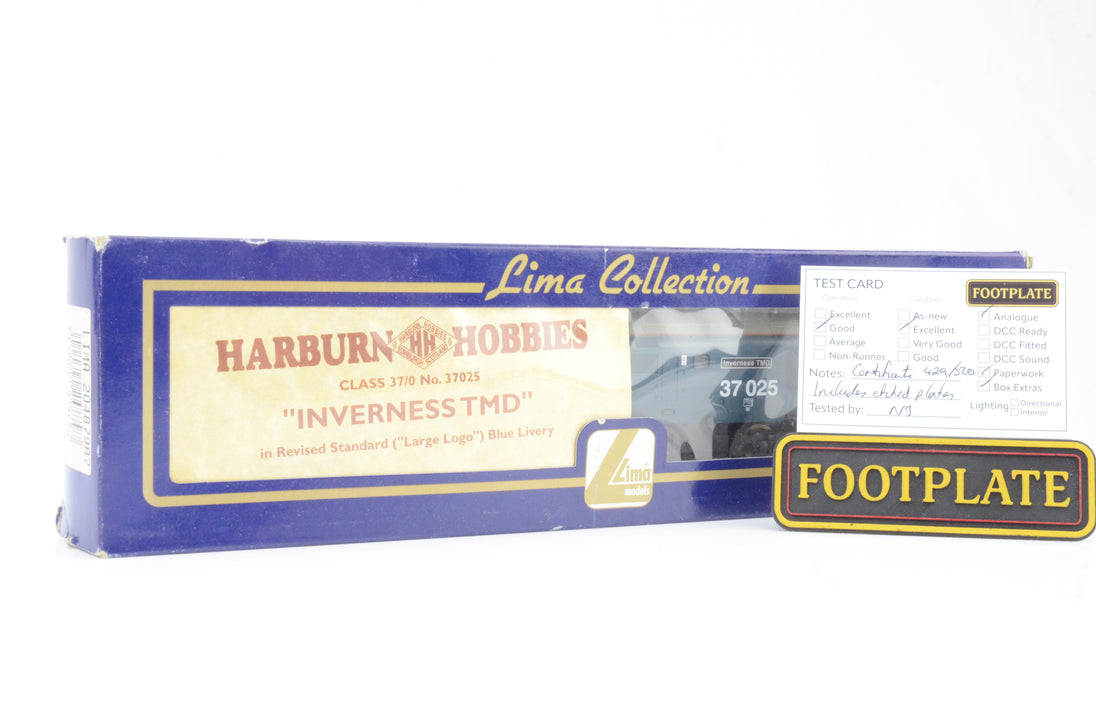 Lima Collection
HARBURN HH HOBBIES
CLASS 37/0 No. 37025
"INVERNESS TMD"
in Revised Standard ("Large Logo") Blue Livery
Inverness TMD
37 025
Lima
models
LIMA 204879A7
TEST CARD
FOOTPLATE
Operation
Condition
Excellent
As-new
Analogue
Good
Excellent
DCC Ready
Average
Very Good
DCC Fitted
Non-Runner
Good
DCC Sound
Notes: Certificate 429/500
Paperwork
Includes etched plates
Box Extras
Tested by: NJ
Lighting
Directional
Interior
FOOTPLATE